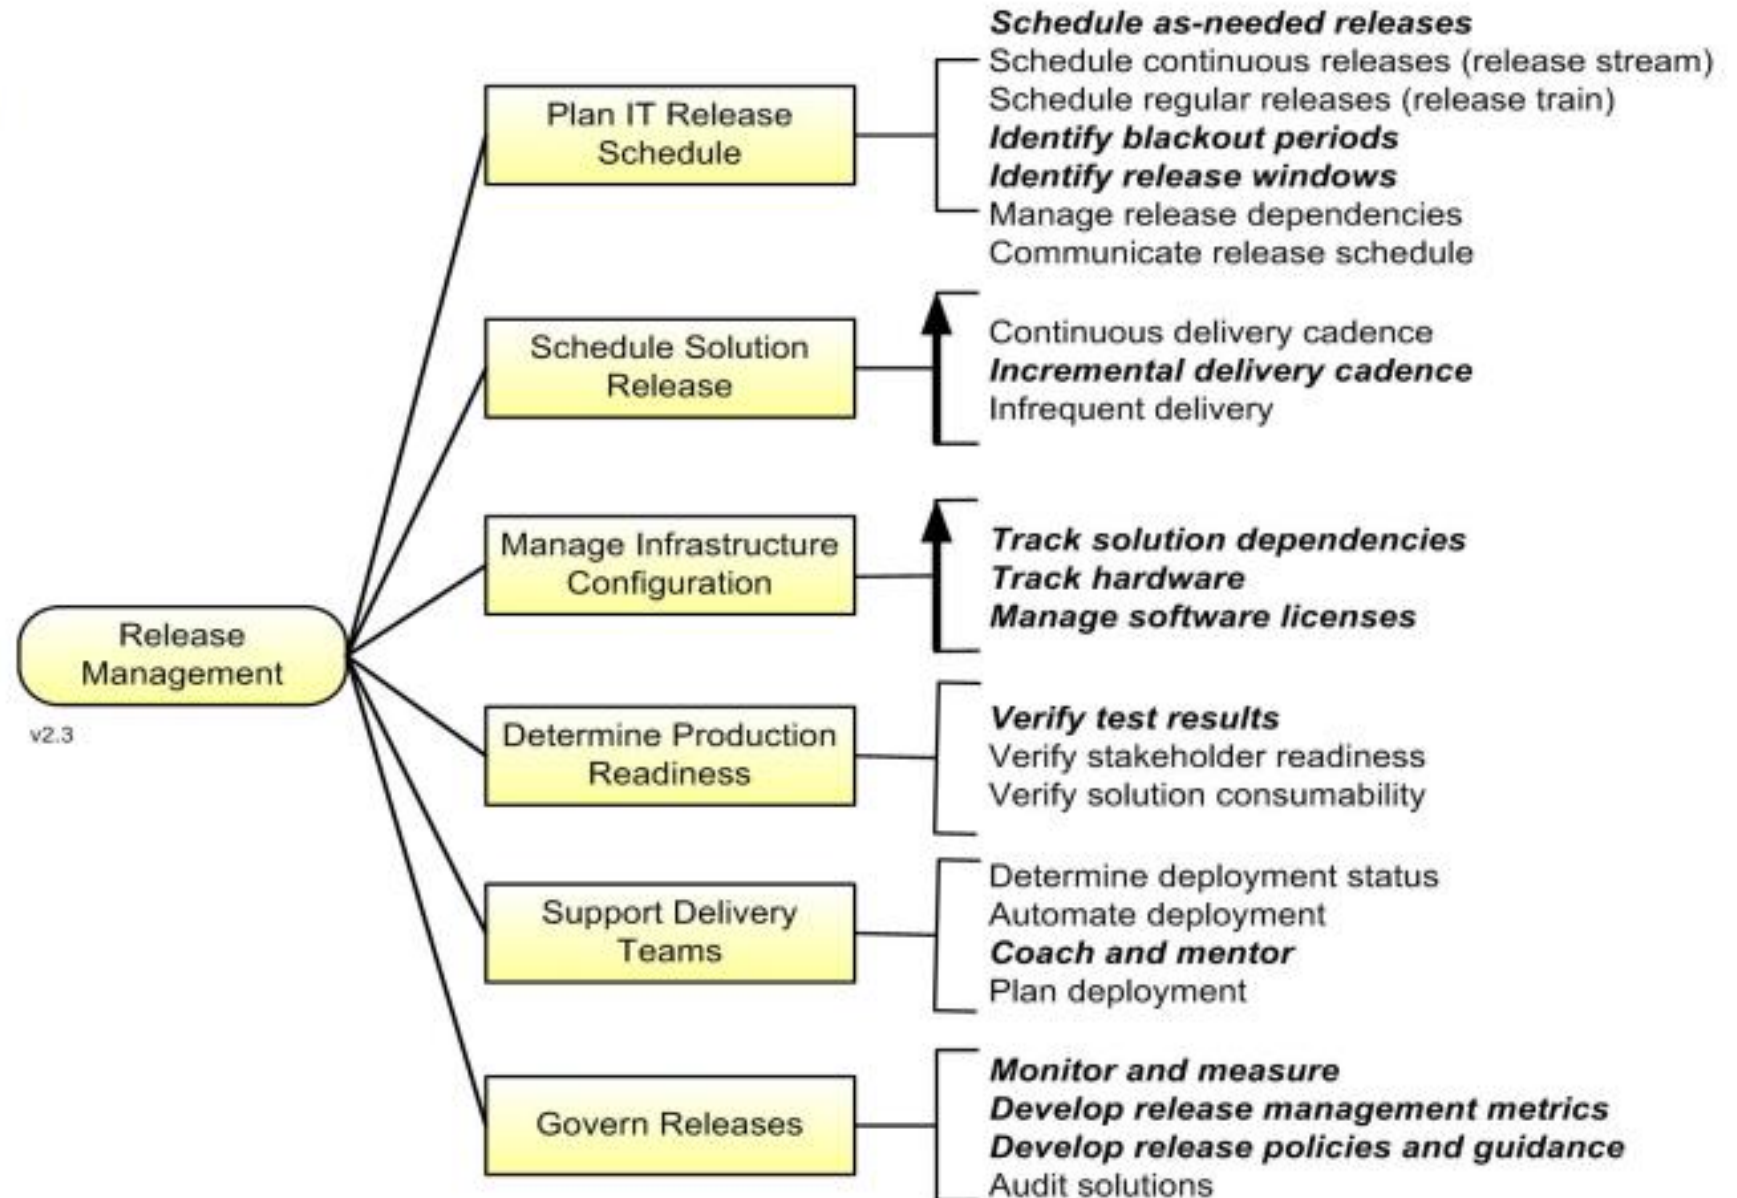 Schedule as-needed releases
Schedule continuous releases (release stream)
Schedule regular releases (release train)
Identify blackout periods
Identify release windows
Manage release dependencies
Communicate release schedule
Plan IT Release
Schedule
Schedule Solution
Release
Continuous delivery cadence
Incremental delivery cadence
Infrequent delivery
Manage Infrastructure
Configuration
Track solution dependencies
Track hardware
Manage software licenses
Release
Management
v2.3
Determine Production
Readiness
Verify test results
Verify stakeholder readiness
Verify solution consumability
Support Delivery
Teams
Determine deployment status
Automate deployment
Coach and mentor
Plan deployment
Govern Releases
Monitor and measure
Develop release management metrics
Develop release policies and guidance
Audit solutions